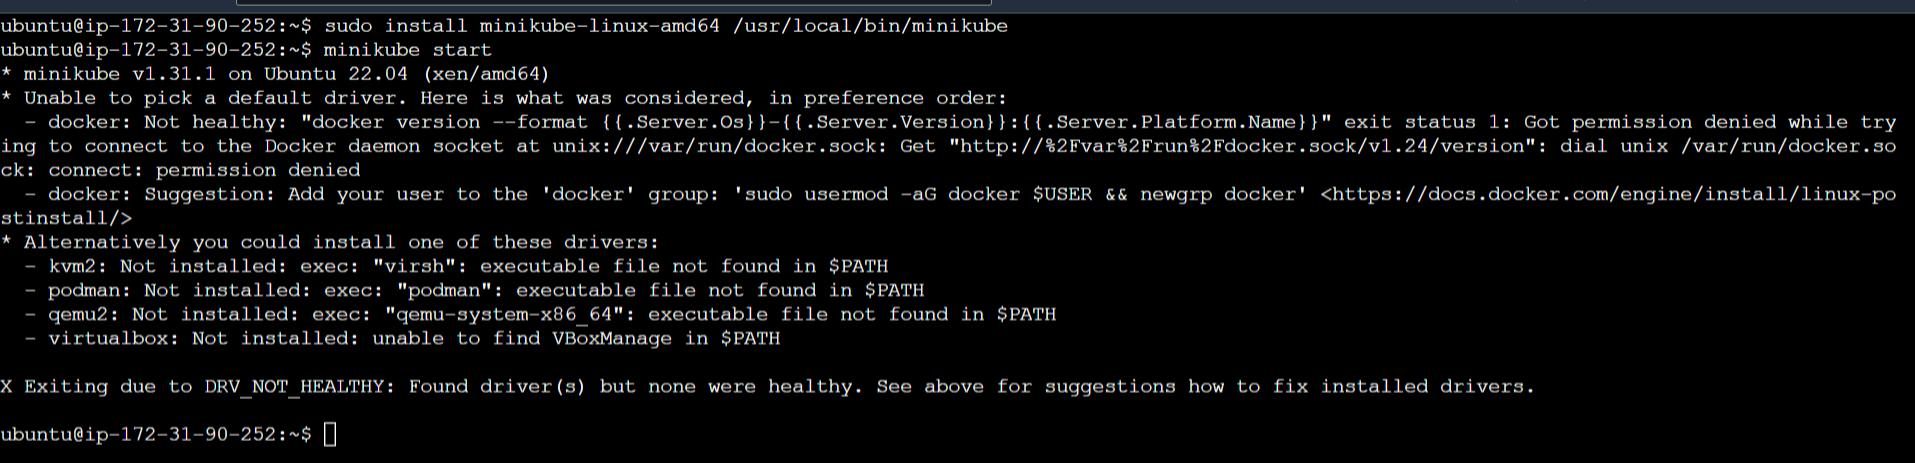 ubuntu@ip-172-31-90-252:~$ sudo install minikube-linux-amd64 /usr/local/bin/minikube
ubuntu@ip-172-31-90-252:~$ minikube start
* minikube v1.31.1 on Ubuntu 22.04 (xen/amd64)
* Unable to pick a default driver. Here is what was considered, in preference order:
  - docker: Not healthy: "docker version --format {{.Server.Os}}-{{.Server.Version}}:{{.Server.Platform.Name}}" exit status 1: Got permission denied while try
ing to connect to the Docker daemon socket at unix:///var/run/docker.sock: Get "http://%2Fvar%2Frun%2Fdocker.sock/v1.24/version": dial unix /var/run/docker.so
ck: connect: permission denied
  - docker: Suggestion: Add your user to the 'docker' group: 'sudo usermod -aG docker $USER && newgrp docker' <https://docs.docker.com/engine/install/linux-po
stinstall/>
* Alternatively you could install one of these drivers:
  - kvm2: Not installed: exec: "virsh": executable file not found in $PATH
  - podman: Not installed: exec: "podman": executable file not found in $PATH
  - qemu2: Not installed: exec: "qemu-system-x86_64": executable file not found in $PATH
  - virtualbox: Not installed: unable to find VBoxManage in $PATH
X Exiting due to DRV_NOT_HEALTHY: Found driver(s) but none were healthy. See above for suggestions how to fix installed drivers.
ubuntu@ip-172-31-90-252:~$